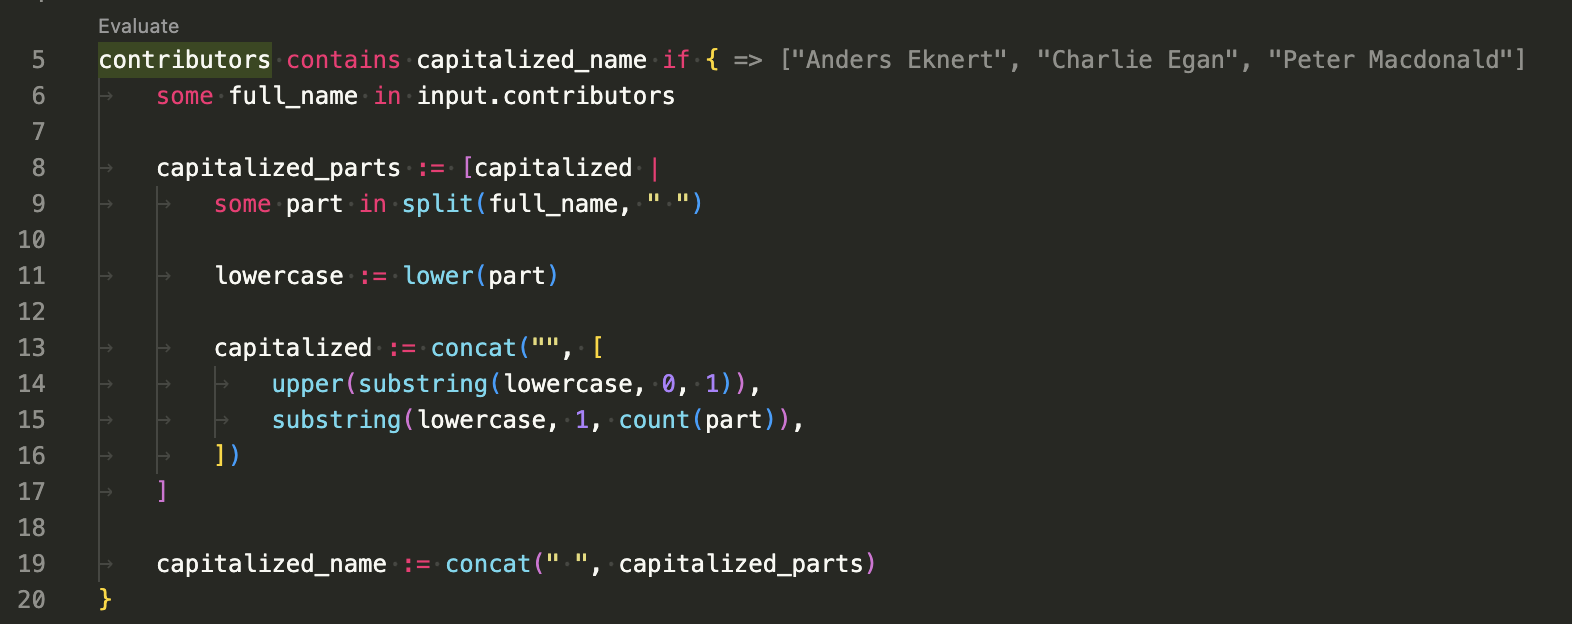 Evaluate
5 contributors contains capitalized_name if { => ["Anders Eknert", "Charlie Egan", "Peter Macdonald"]
6 some full_name in input.contributors
7
8 capitalized_parts := [capitalized |
9 some part in split(full_name, " ")
10
11 lowercase := lower(part)
12
13 capitalized := concat("", [
14 upper(substring(lowercase, 0, 1)),
15 substring(lowercase, 1, count(part)),
16 ])
17 ]
18
19 capitalized_name := concat(" ", capitalized_parts)
20 }